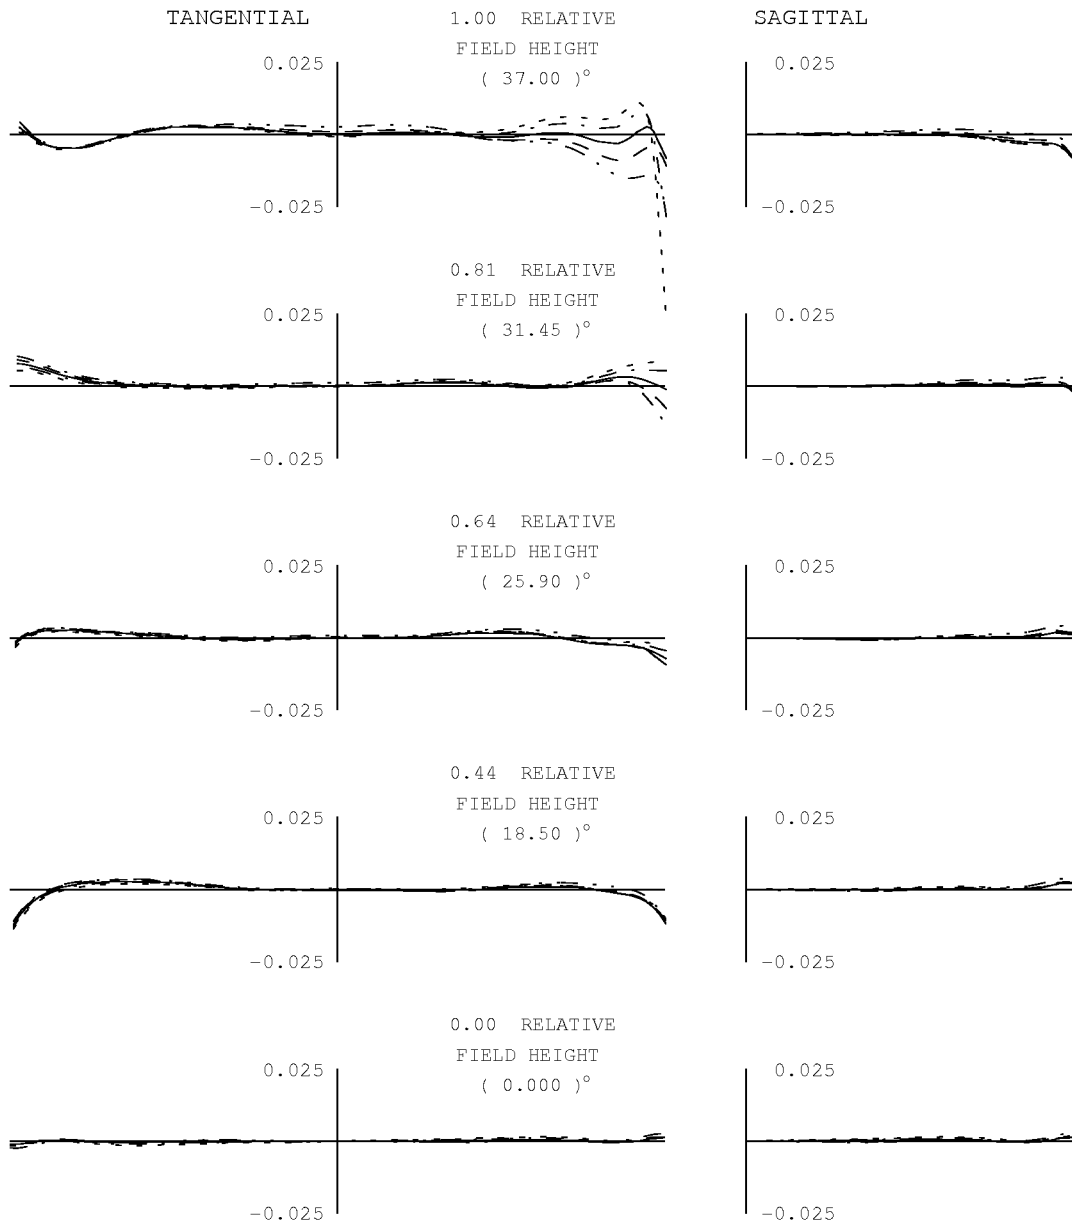 TANGENTIAL 1.00 RELATIVE SAGITTAL
FIELD HEIGHT
0.025 ( 37.00 )° 0.025
-0.025 -0.025
0.81 RELATIVE
FIELD HEIGHT
0.025 ( 31.45 )° 0.025
-0.025 -0.025
0.64 RELATIVE
FIELD HEIGHT
0.025 ( 25.90 )° 0.025
-0.025 -0.025
0.44 RELATIVE
FIELD HEIGHT
0.025 ( 18.50 )° 0.025
-0.025 -0.025
0.00 RELATIVE
FIELD HEIGHT
0.025 ( 0.000 )° 0.025
-0.025 -0.025